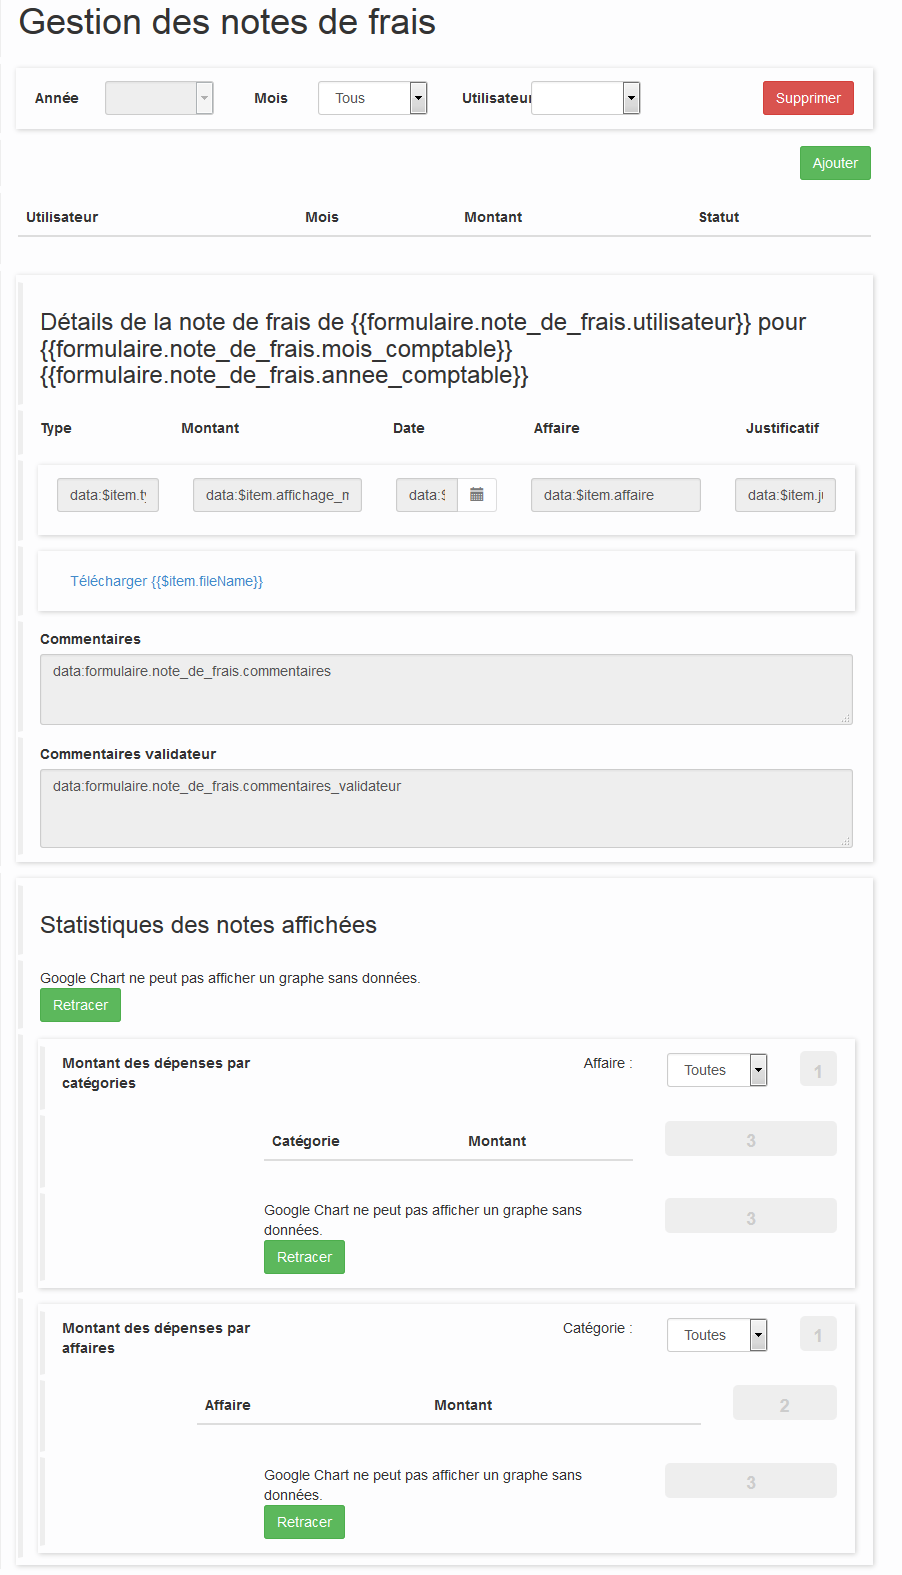 Gestion des notes de frais
Année Mois Tous Utilisateur Supprimer
Ajouter
Utilisateur Mois Montant Statut
Détails de la note de frais de {{formulaire.note_de_frais.utilisateur}} pour
{{formulaire.note_de_frais.mois_comptable}}
{{formulaire.note_de_frais.annee_comptable}}
Type Montant Date Affaire Justificatif
data:$item.ty data:$item.affichage_m data:$ data:$item.affaire data:$item.ju
Télécharger {{$item.fileName}}
Commentaires
data:formulaire.note_de_frais.commentaires
Commentaires validateur
data:formulaire.note_de_frais.commentaires_validateur
Statistiques des notes affichées
Google Chart ne peut pas afficher un graphe sans données.
Retracer
Montant des dépenses par Affaire : Toutes 1
catégories
Catégorie Montant 3
Google Chart ne peut pas afficher un graphe sans 3
données.
Retracer
Montant des dépenses par Catégorie : Toutes 1
affaires
Affaire Montant 2
Google Chart ne peut pas afficher un graphe sans 3
données.
Retracer